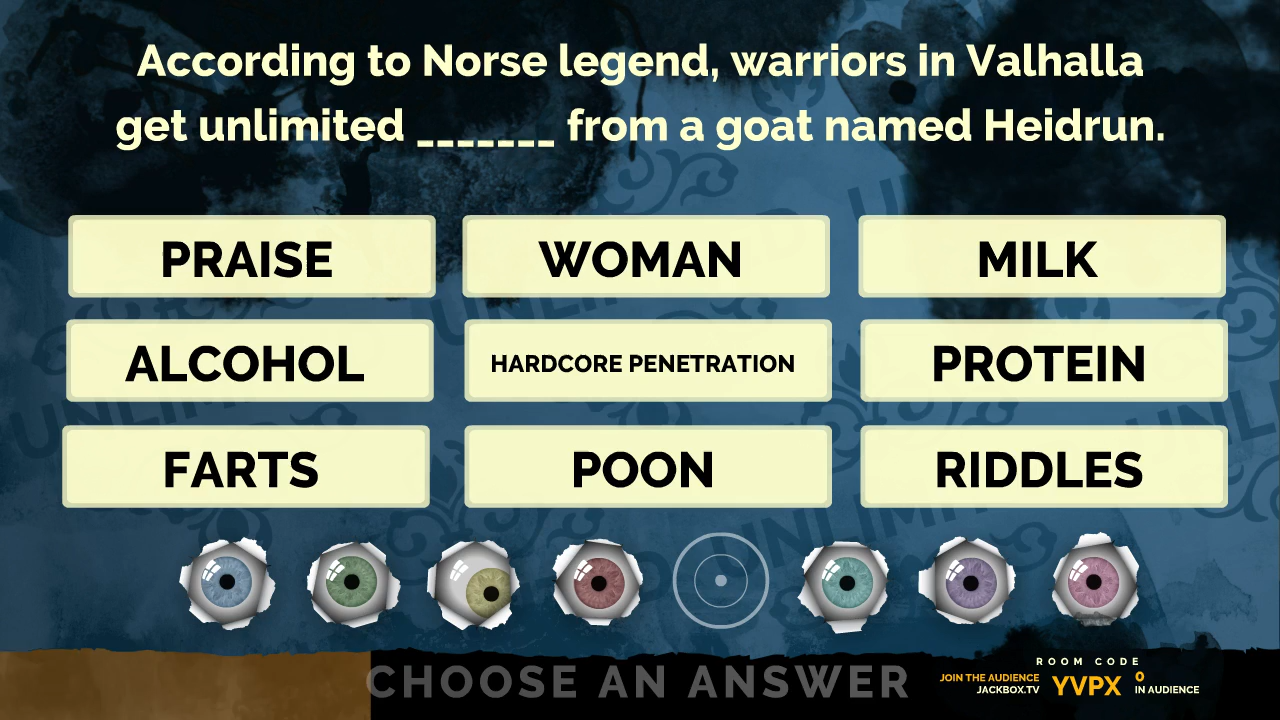 According to Norse legend, warriors in Valhalla
get unlimited _______ from a goat named Heidrun.
PRAISE
WOMAN
MILK
ALCOHOL
HARDCORE PENETRATION
PROTEIN
FARTS
POON
RIDDLES
CHOOSE AN ANSWER
ROOM CODE
JOIN THE AUDIENCE
JACKBOX.TV
YVPX
0
IN AUDIENCE